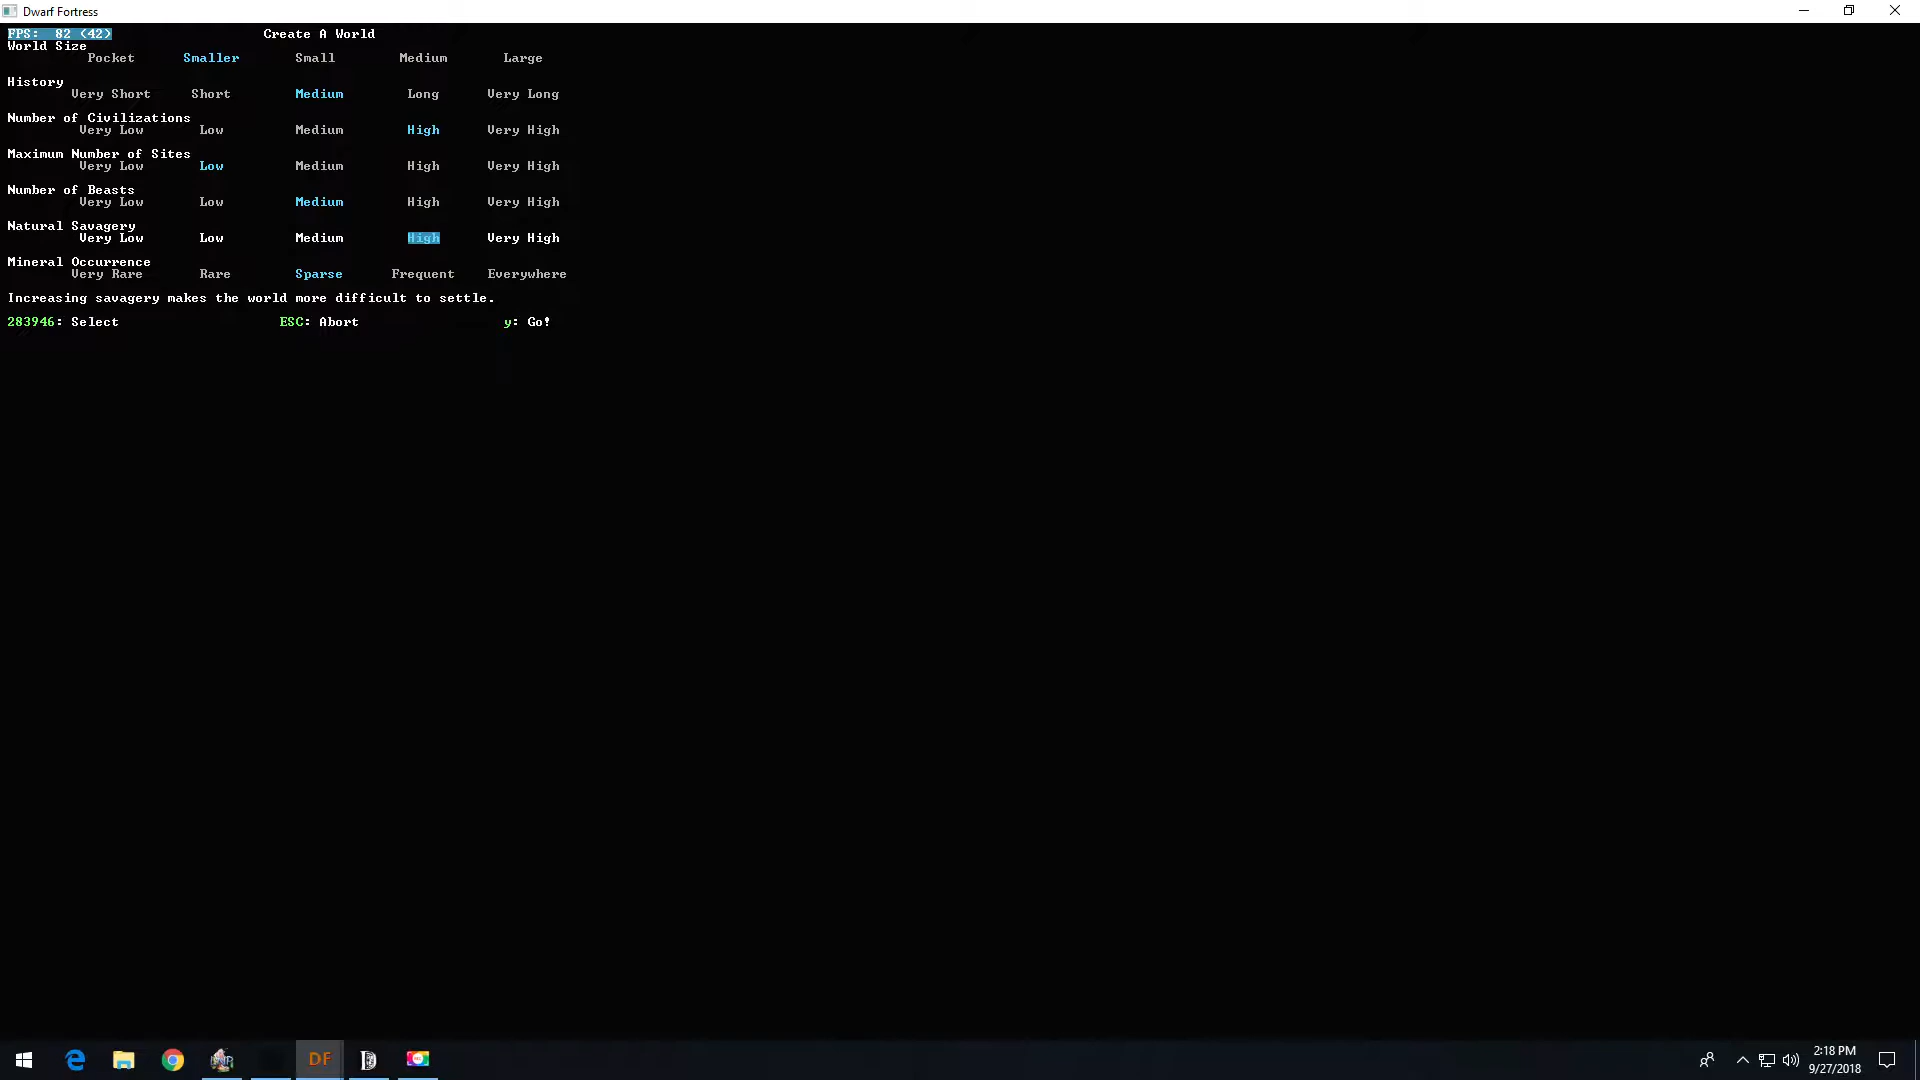 Dwarf Fortress
FPS: 82 (42) Create A World
World Size
Pocket Smaller Small Medium Large
History
Very Short Short Medium Long Very Long
Number of Civilizations
Very Low Low Medium High Very High
Maximum Number of Sites
Very Low Low Medium High Very High
Number of Beasts
Very Low Low Medium High Very High
Natural Savagery
Very Low Low Medium High Very High
Mineral Occurrence
Very Rare Rare Sparse Frequent Everywhere
Increasing savagery makes the world more difficult to settle.
283946: Select ESC: Abort y: Go!
DF
2:18 PM
9/27/2018